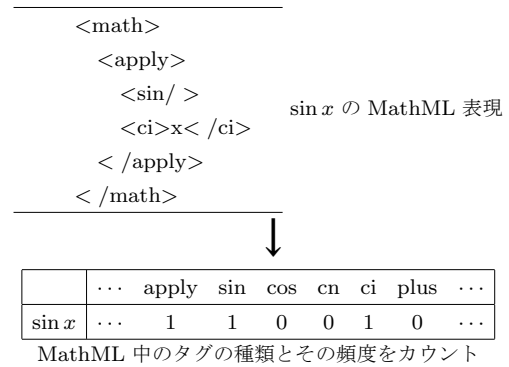 <math>
<apply>
<sin/ >
<ci>x< /ci>
sin x の MathML 表現
< /apply>
< /math>
··· apply sin cos cn ci plus ···
sin x ··· 1 1 0 0 1 0 ···
MathML 中のタグの種類とその頻度をカウント